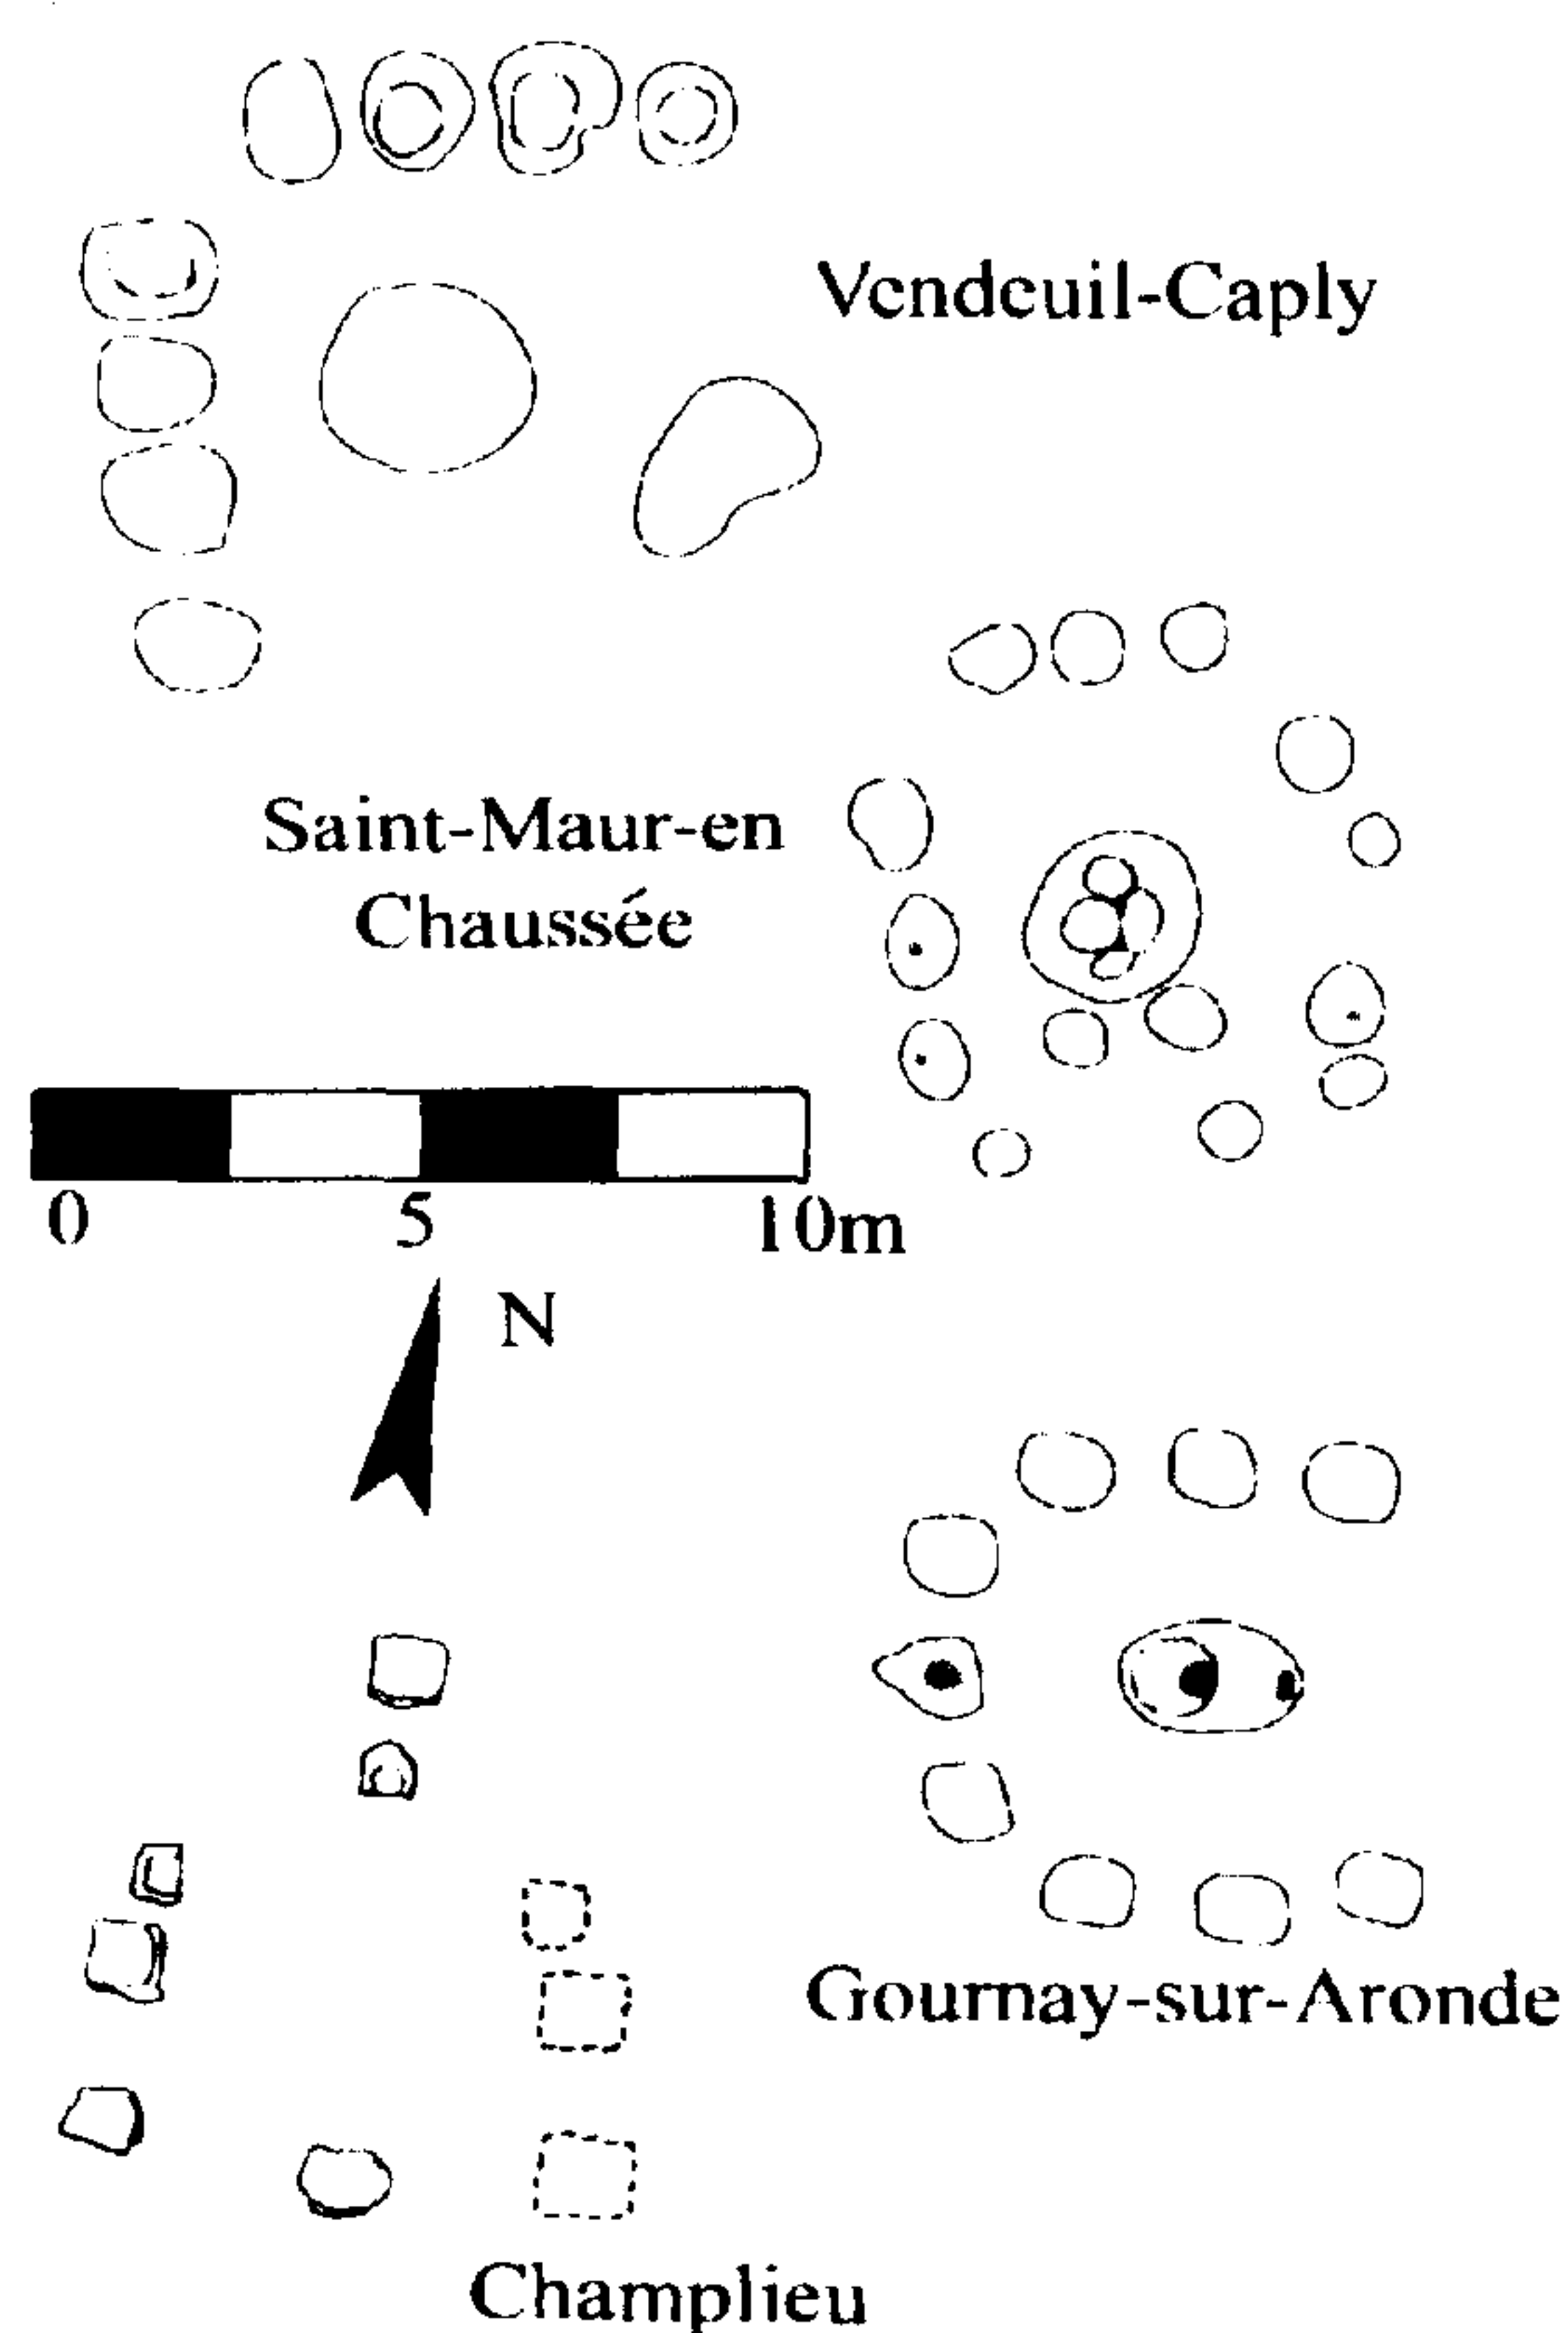 Vendeuil-Caply
Saint-Maur-en
Chaussée
0 5 10m
N
Gournay-sur-Aronde
Champlieu